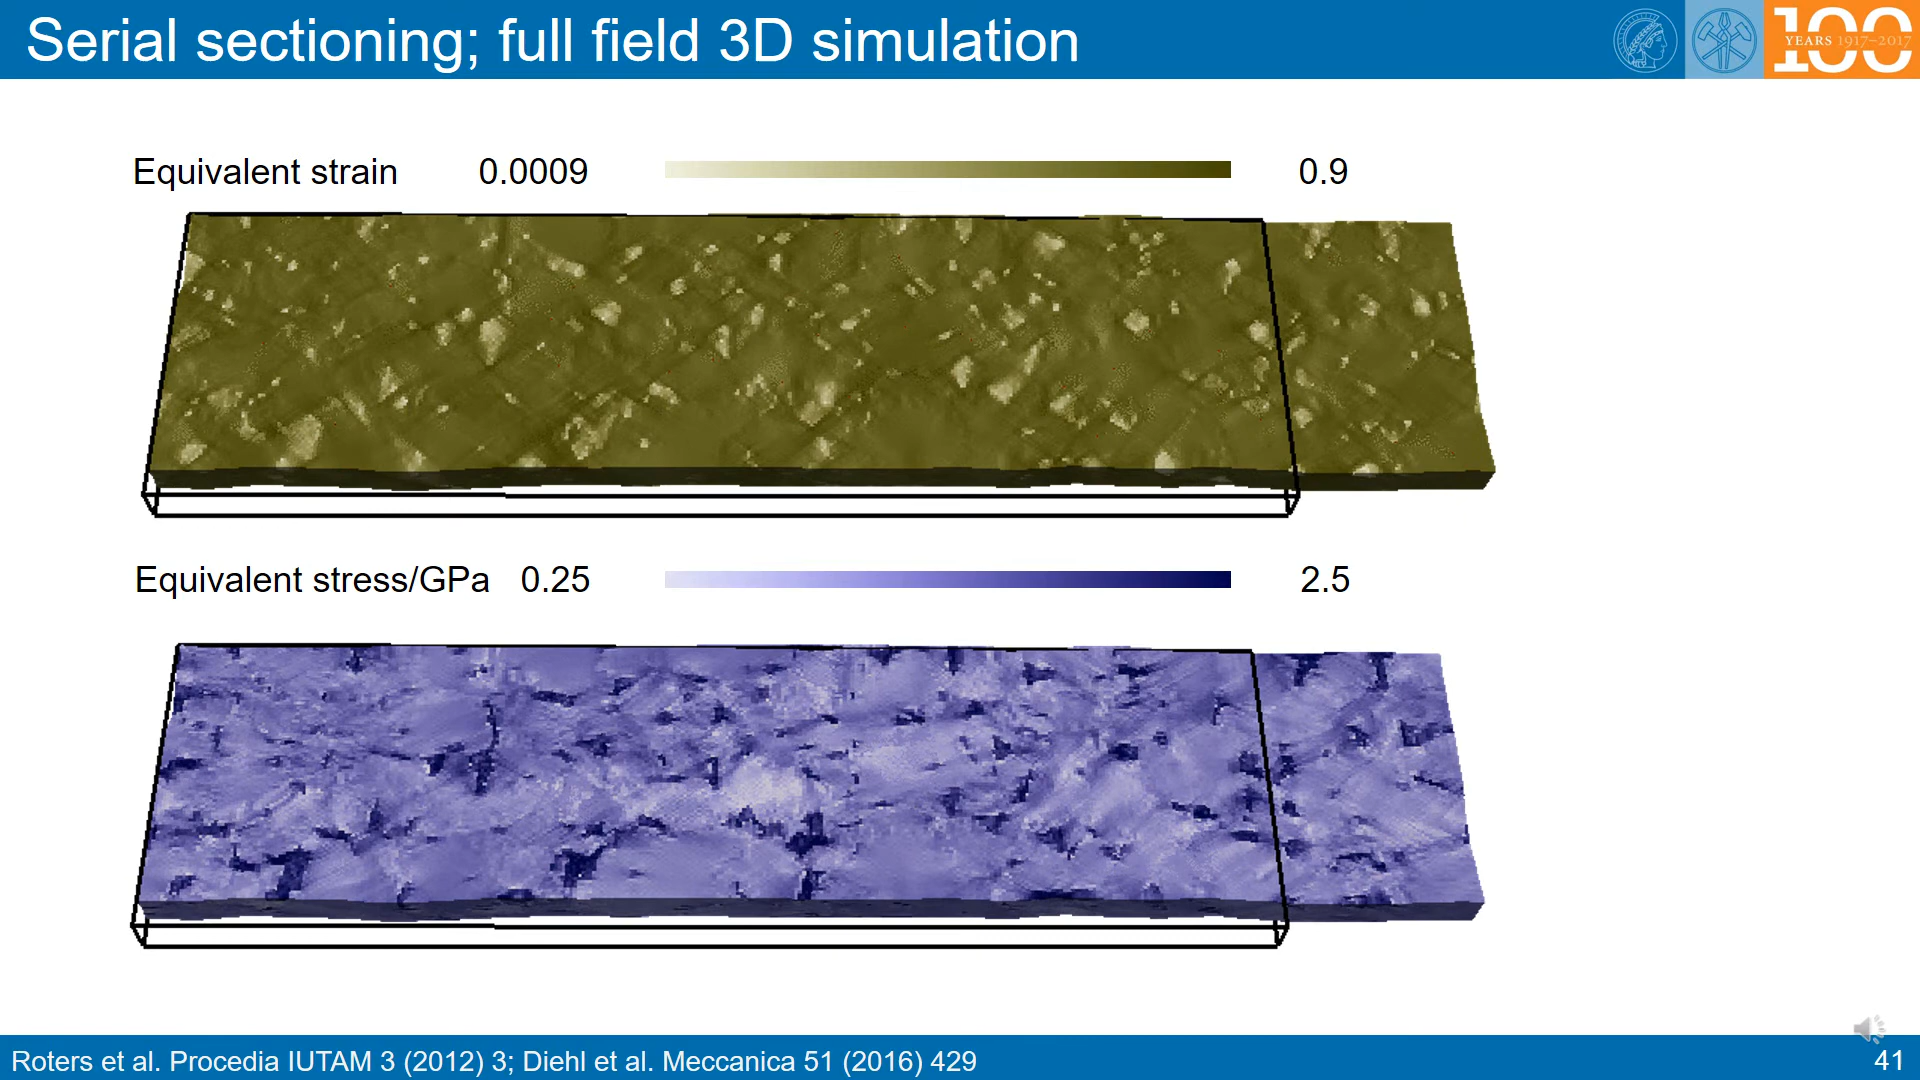 Serial sectioning; full field 3D simulation
100
YEARS 1917–2017
Equivalent strain 0.0009 0.9
Equivalent stress/GPa 0.25 2.5
Roters et al. Procedia IUTAM 3 (2012) 3; Diehl et al. Meccanica 51 (2016) 429
41